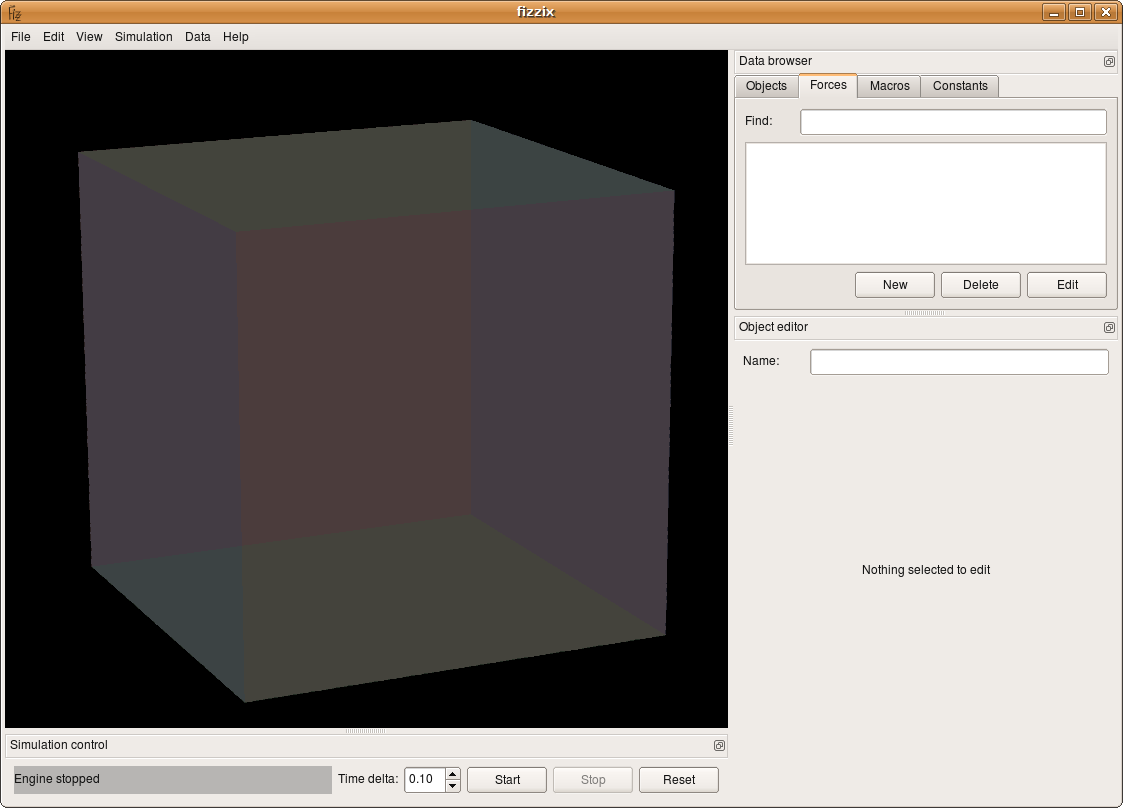 fizzix
File Edit View Simulation Data Help
Data browser
Objects Forces Macros Constants
Find:
New Delete Edit
Object editor
Name:
Nothing selected to edit
Simulation control
Engine stopped Time delta: 0.10 Start Stop Reset